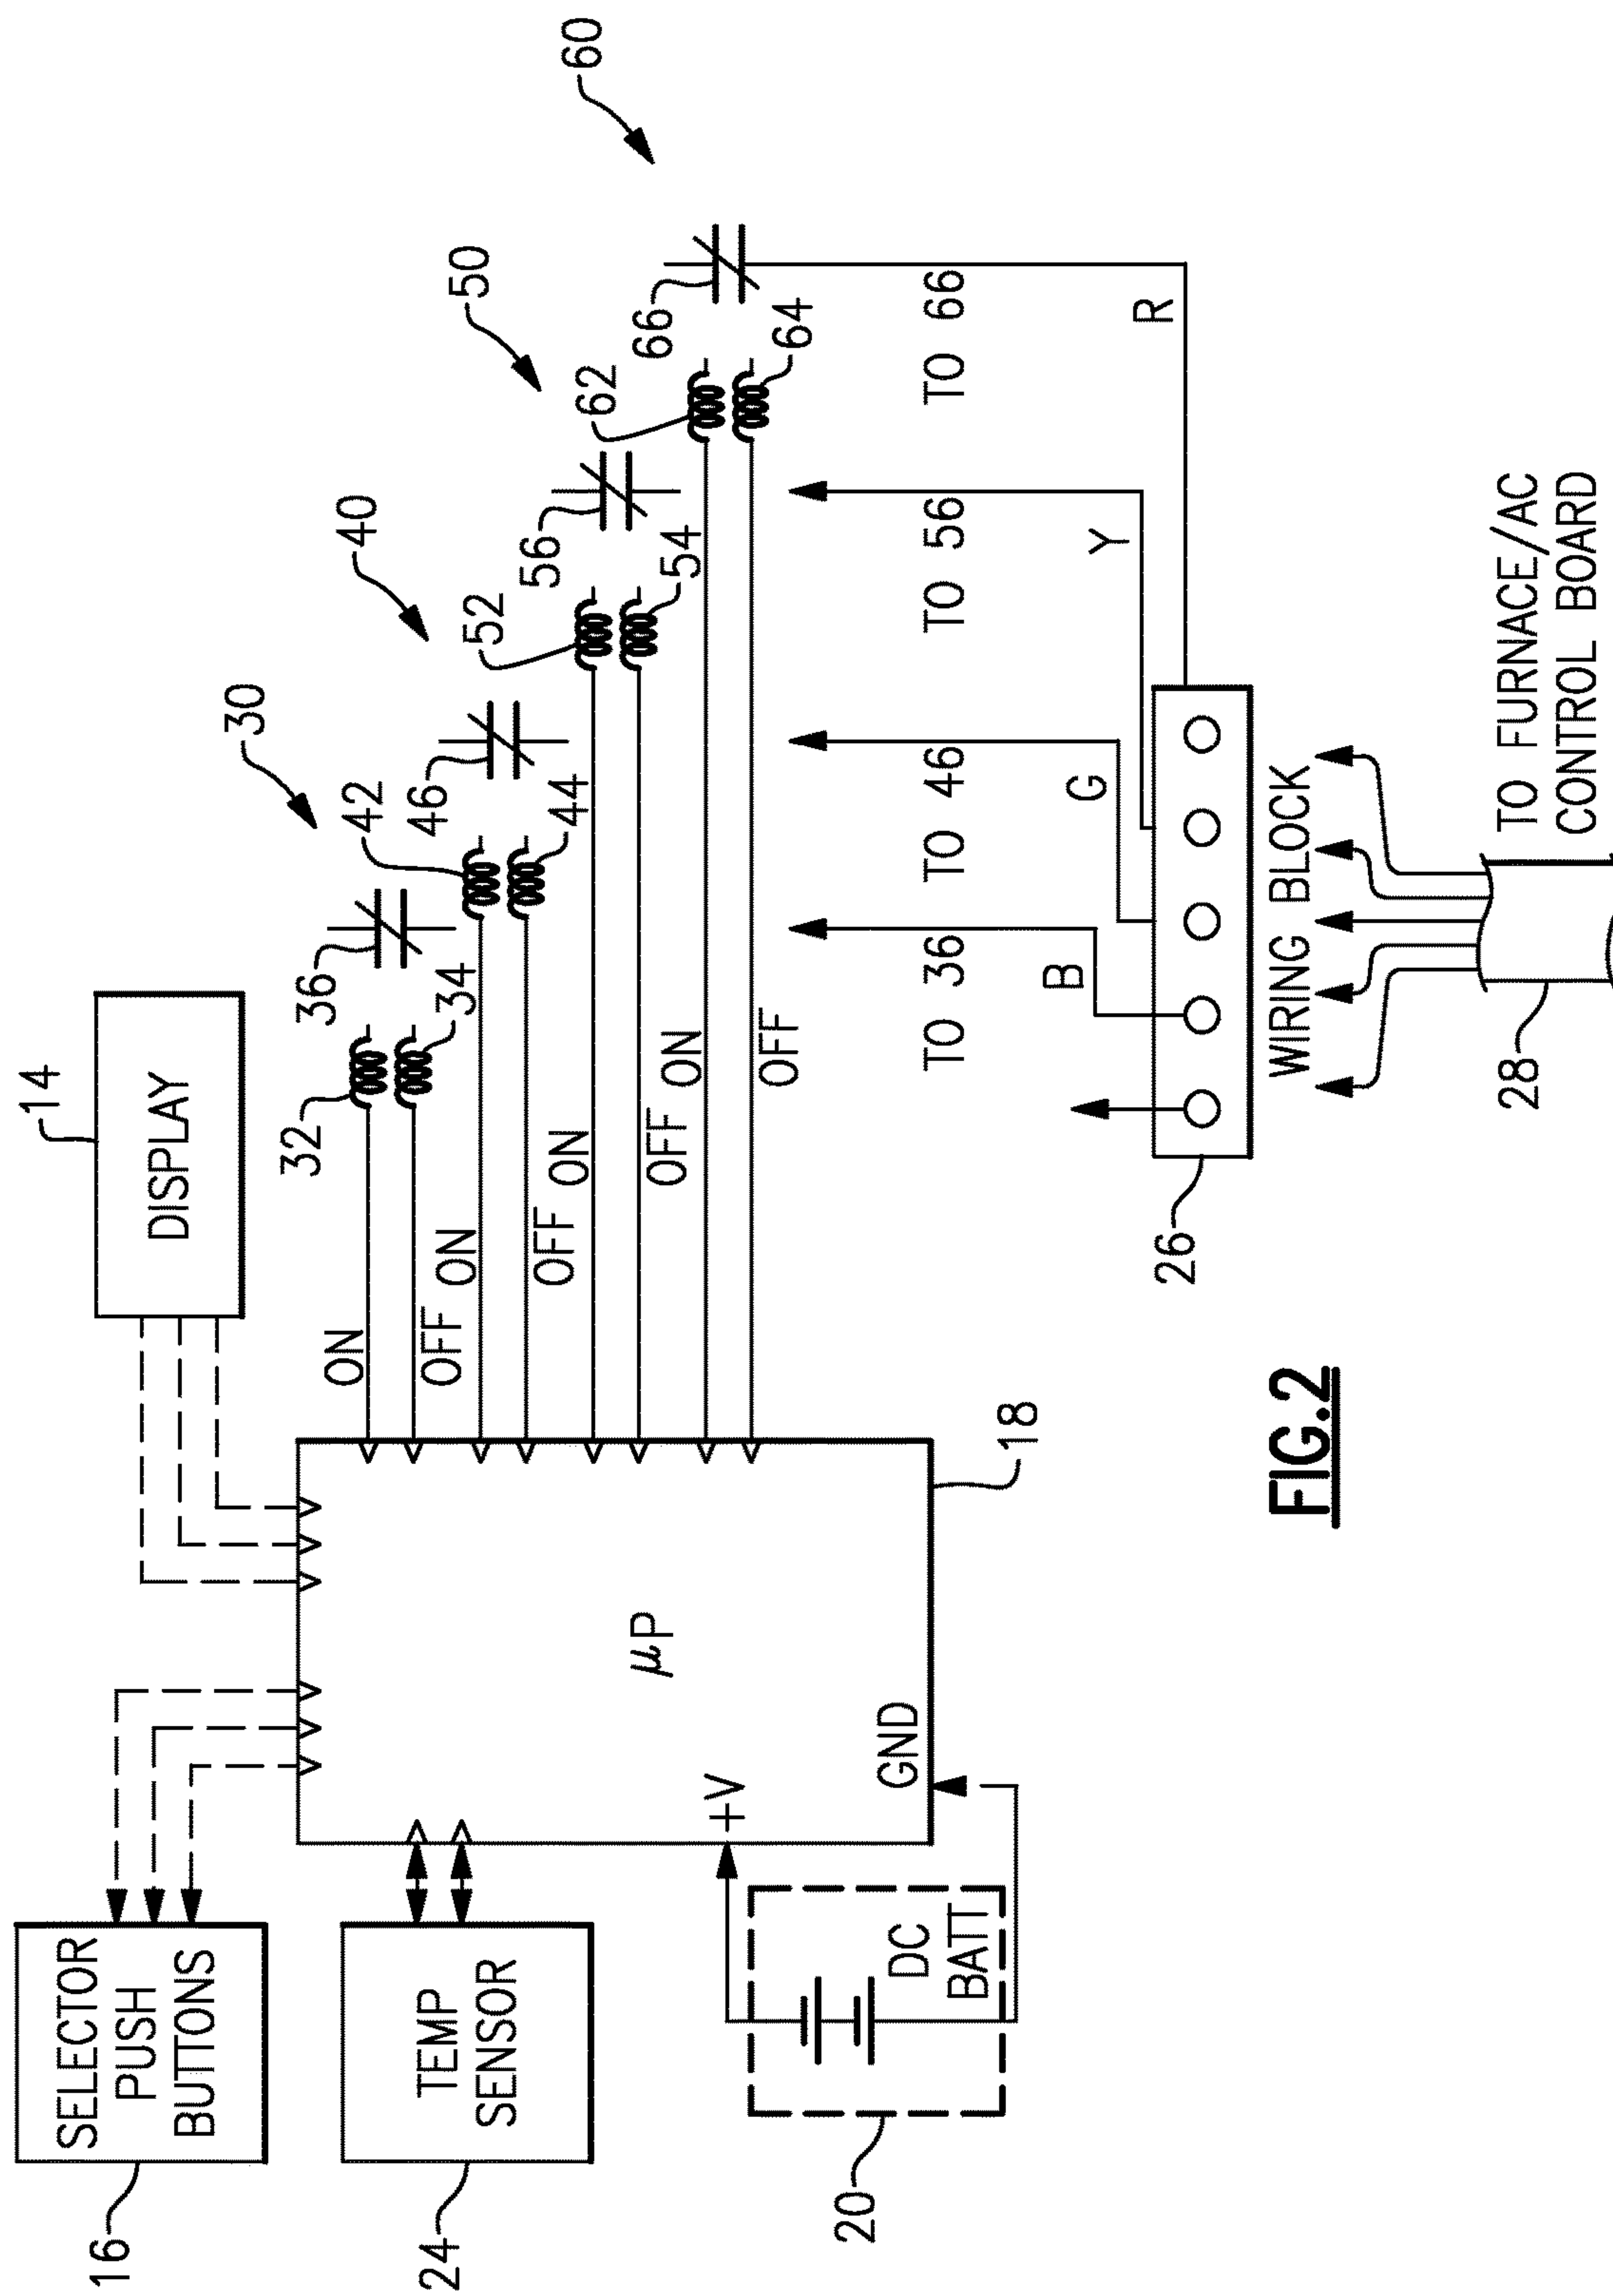 16
SELECTOR
PUSH
BUTTONS
24
TEMP
SENSOR
20
DC
BATT
+V
GND
µP
18
14
DISPLAY
ON
OFF
ON
OFF
ON
OFF
ON
OFF
30
32
34
36
40
42
44
46
50
52
54
56
60
62
64
66
TO 36
TO 46
TO 56
TO 66
B
G
Y
R
26
WIRING BLOCK
28
TO FURNACE/AC
CONTROL BOARD
FIG.2